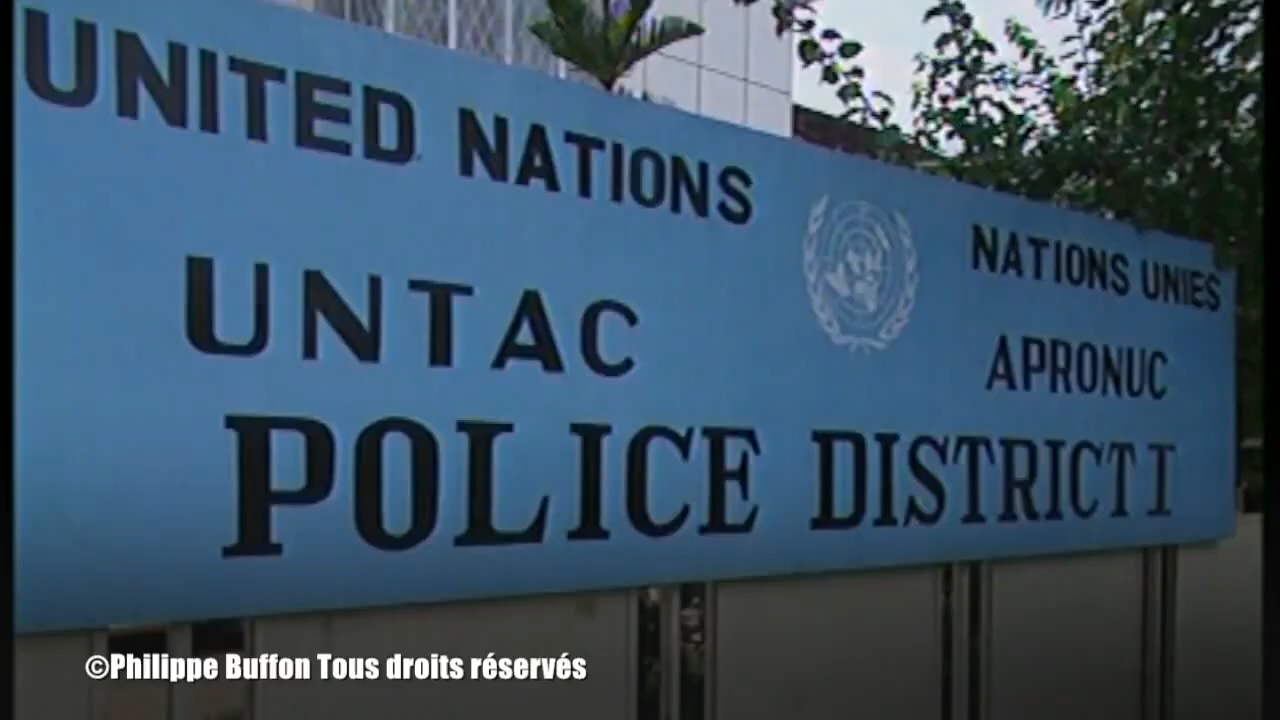 UNITED NATIONS
NATIONS UNIES
UNTAC
APRONUC
POLICE DISTRICT I
©Philippe Buffon Tous droits réservés